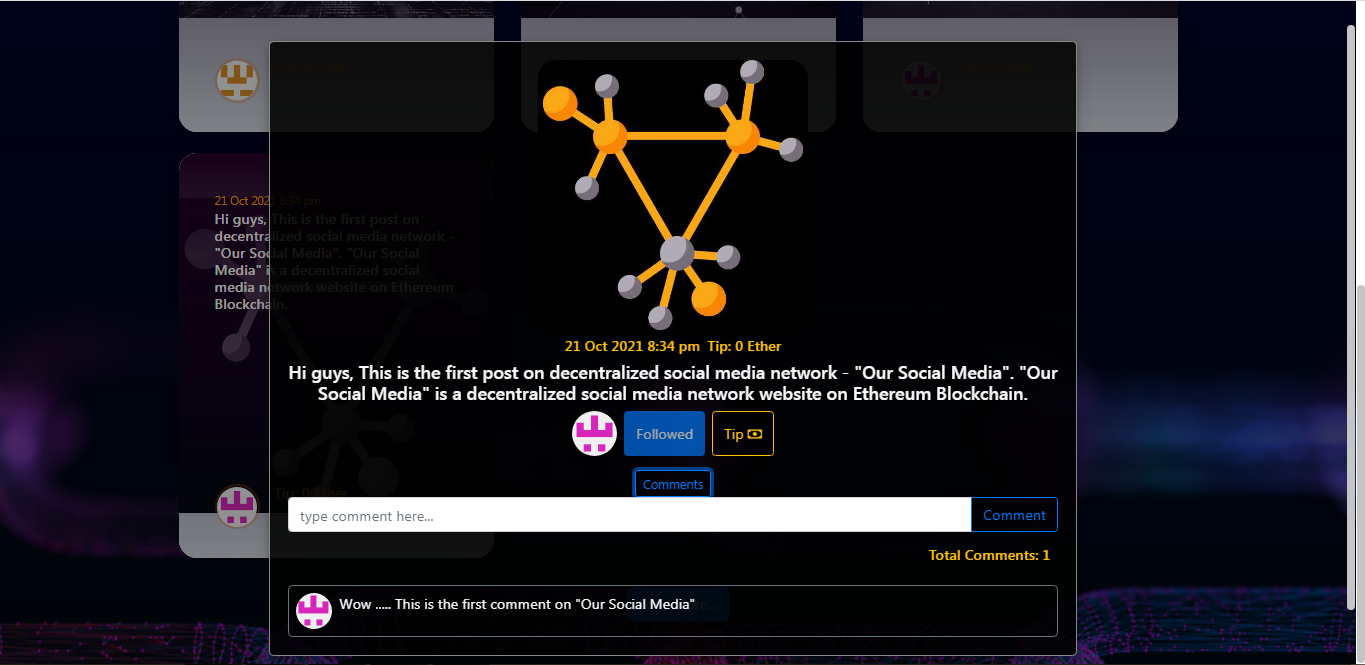 21 Oct 2021 8:34 pm
Hi guys, This is the first post on
decentralized social media network -
"Our Social Media". "Our Social
Media" is a decentralized social
media network website on Ethereum
Blockchain.
Tip: 0 Ether
21 Oct 2021 8:34 pm Tip: 0 Ether
Hi guys, This is the first post on decentralized social media network - "Our Social Media". "Our
Social Media" is a decentralized social media network website on Ethereum Blockchain.
Followed
Tip
Comments
type comment here...
Comment
Total Comments: 1
Wow ..... This is the first comment on "Our Social Media"